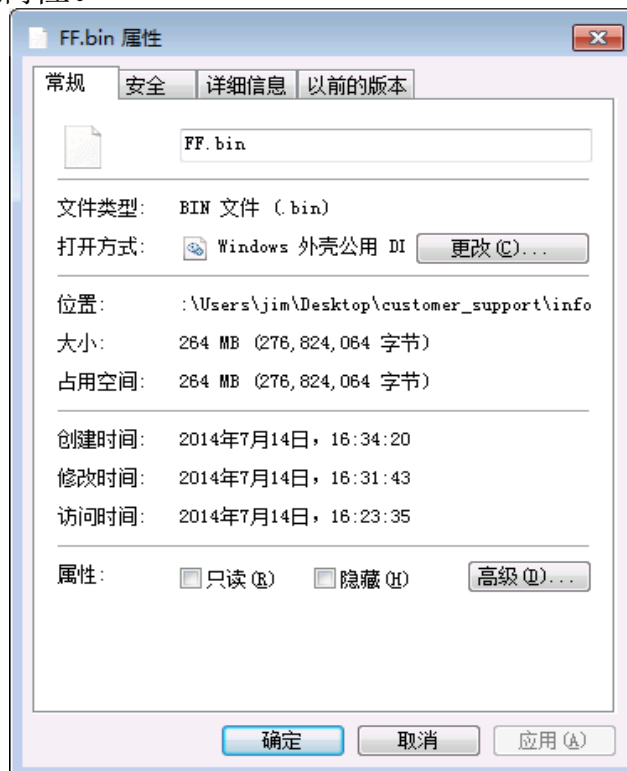 FF.bin 属性
常规 安全 详细信息 以前的版本
FF.bin
文件类型: BIN 文件 (.bin)
打开方式: Windows 外壳公用 Dl 更改(C)...
位置: :\Users\jim\Desktop\customer_support\info
大小: 264 MB (276,824,064 字节)
占用空间: 264 MB (276,824,064 字节)
创建时间: 2014年7月14日，16:34:20
修改时间: 2014年7月14日，16:31:43
访问时间: 2014年7月14日，16:23:35
属性: 只读(R) 隐藏(H) 高级(D)...
确定 取消 应用(A)